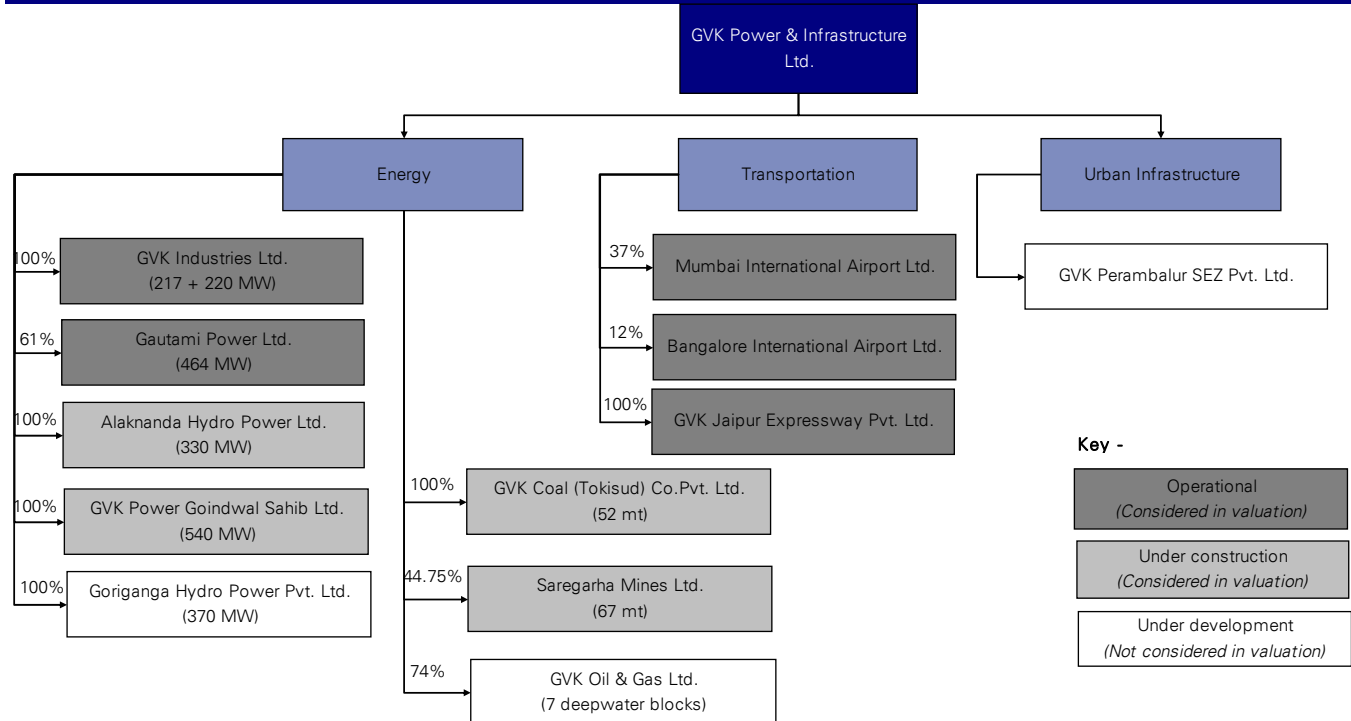 GVK Power & Infrastructure
Ltd.
Energy
Transportation
Urban Infrastructure
100%
GVK Industries Ltd.
(217 + 220 MW)
61%
Gautami Power Ltd.
(464 MW)
100%
Alaknanda Hydro Power Ltd.
(330 MW)
100%
GVK Power Goindwal Sahib Ltd.
(540 MW)
100%
Goriganga Hydro Power Pvt. Ltd.
(370 MW)
100%
GVK Coal (Tokisud) Co.Pvt. Ltd.
(52 mt)
44.75%
Saregarha Mines Ltd.
(67 mt)
74%
GVK Oil & Gas Ltd.
(7 deepwater blocks)
37%
Mumbai International Airport Ltd.
12%
Bangalore International Airport Ltd.
100%
GVK Jaipur Expressway Pvt. Ltd.
GVK Perambalur SEZ Pvt. Ltd.
Key -
Operational
(Considered in valuation)
Under construction
(Considered in valuation)
Under development
(Not considered in valuation)